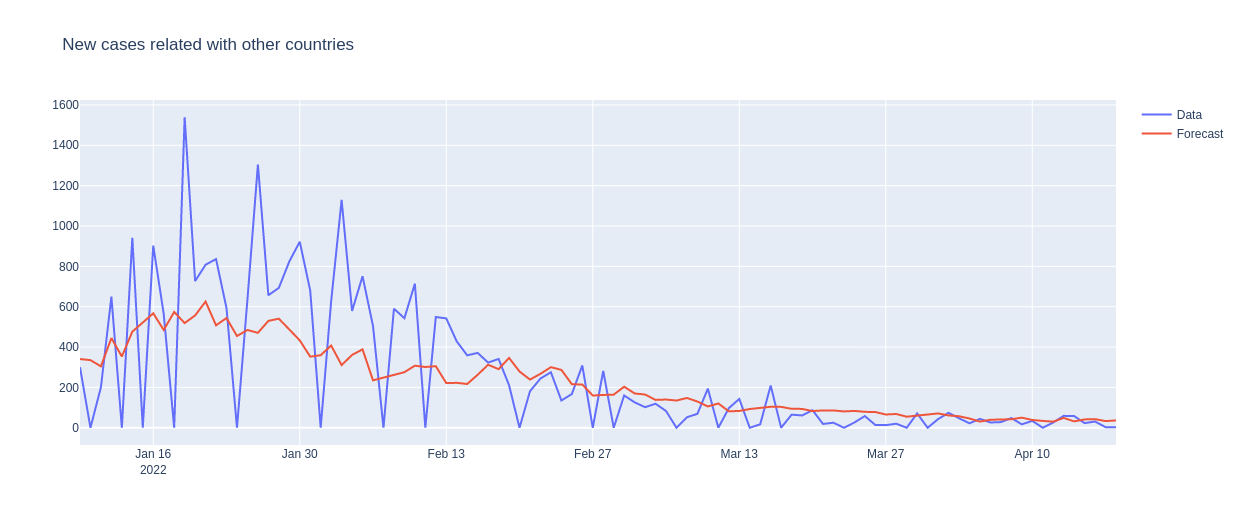 New cases related with other countries
1600
1400
1200
1000
800
600
400
200
0
Jan 16
2022
Jan 30
Feb 13
Feb 27
Mar 13
Mar 27
Apr 10
Data
Forecast